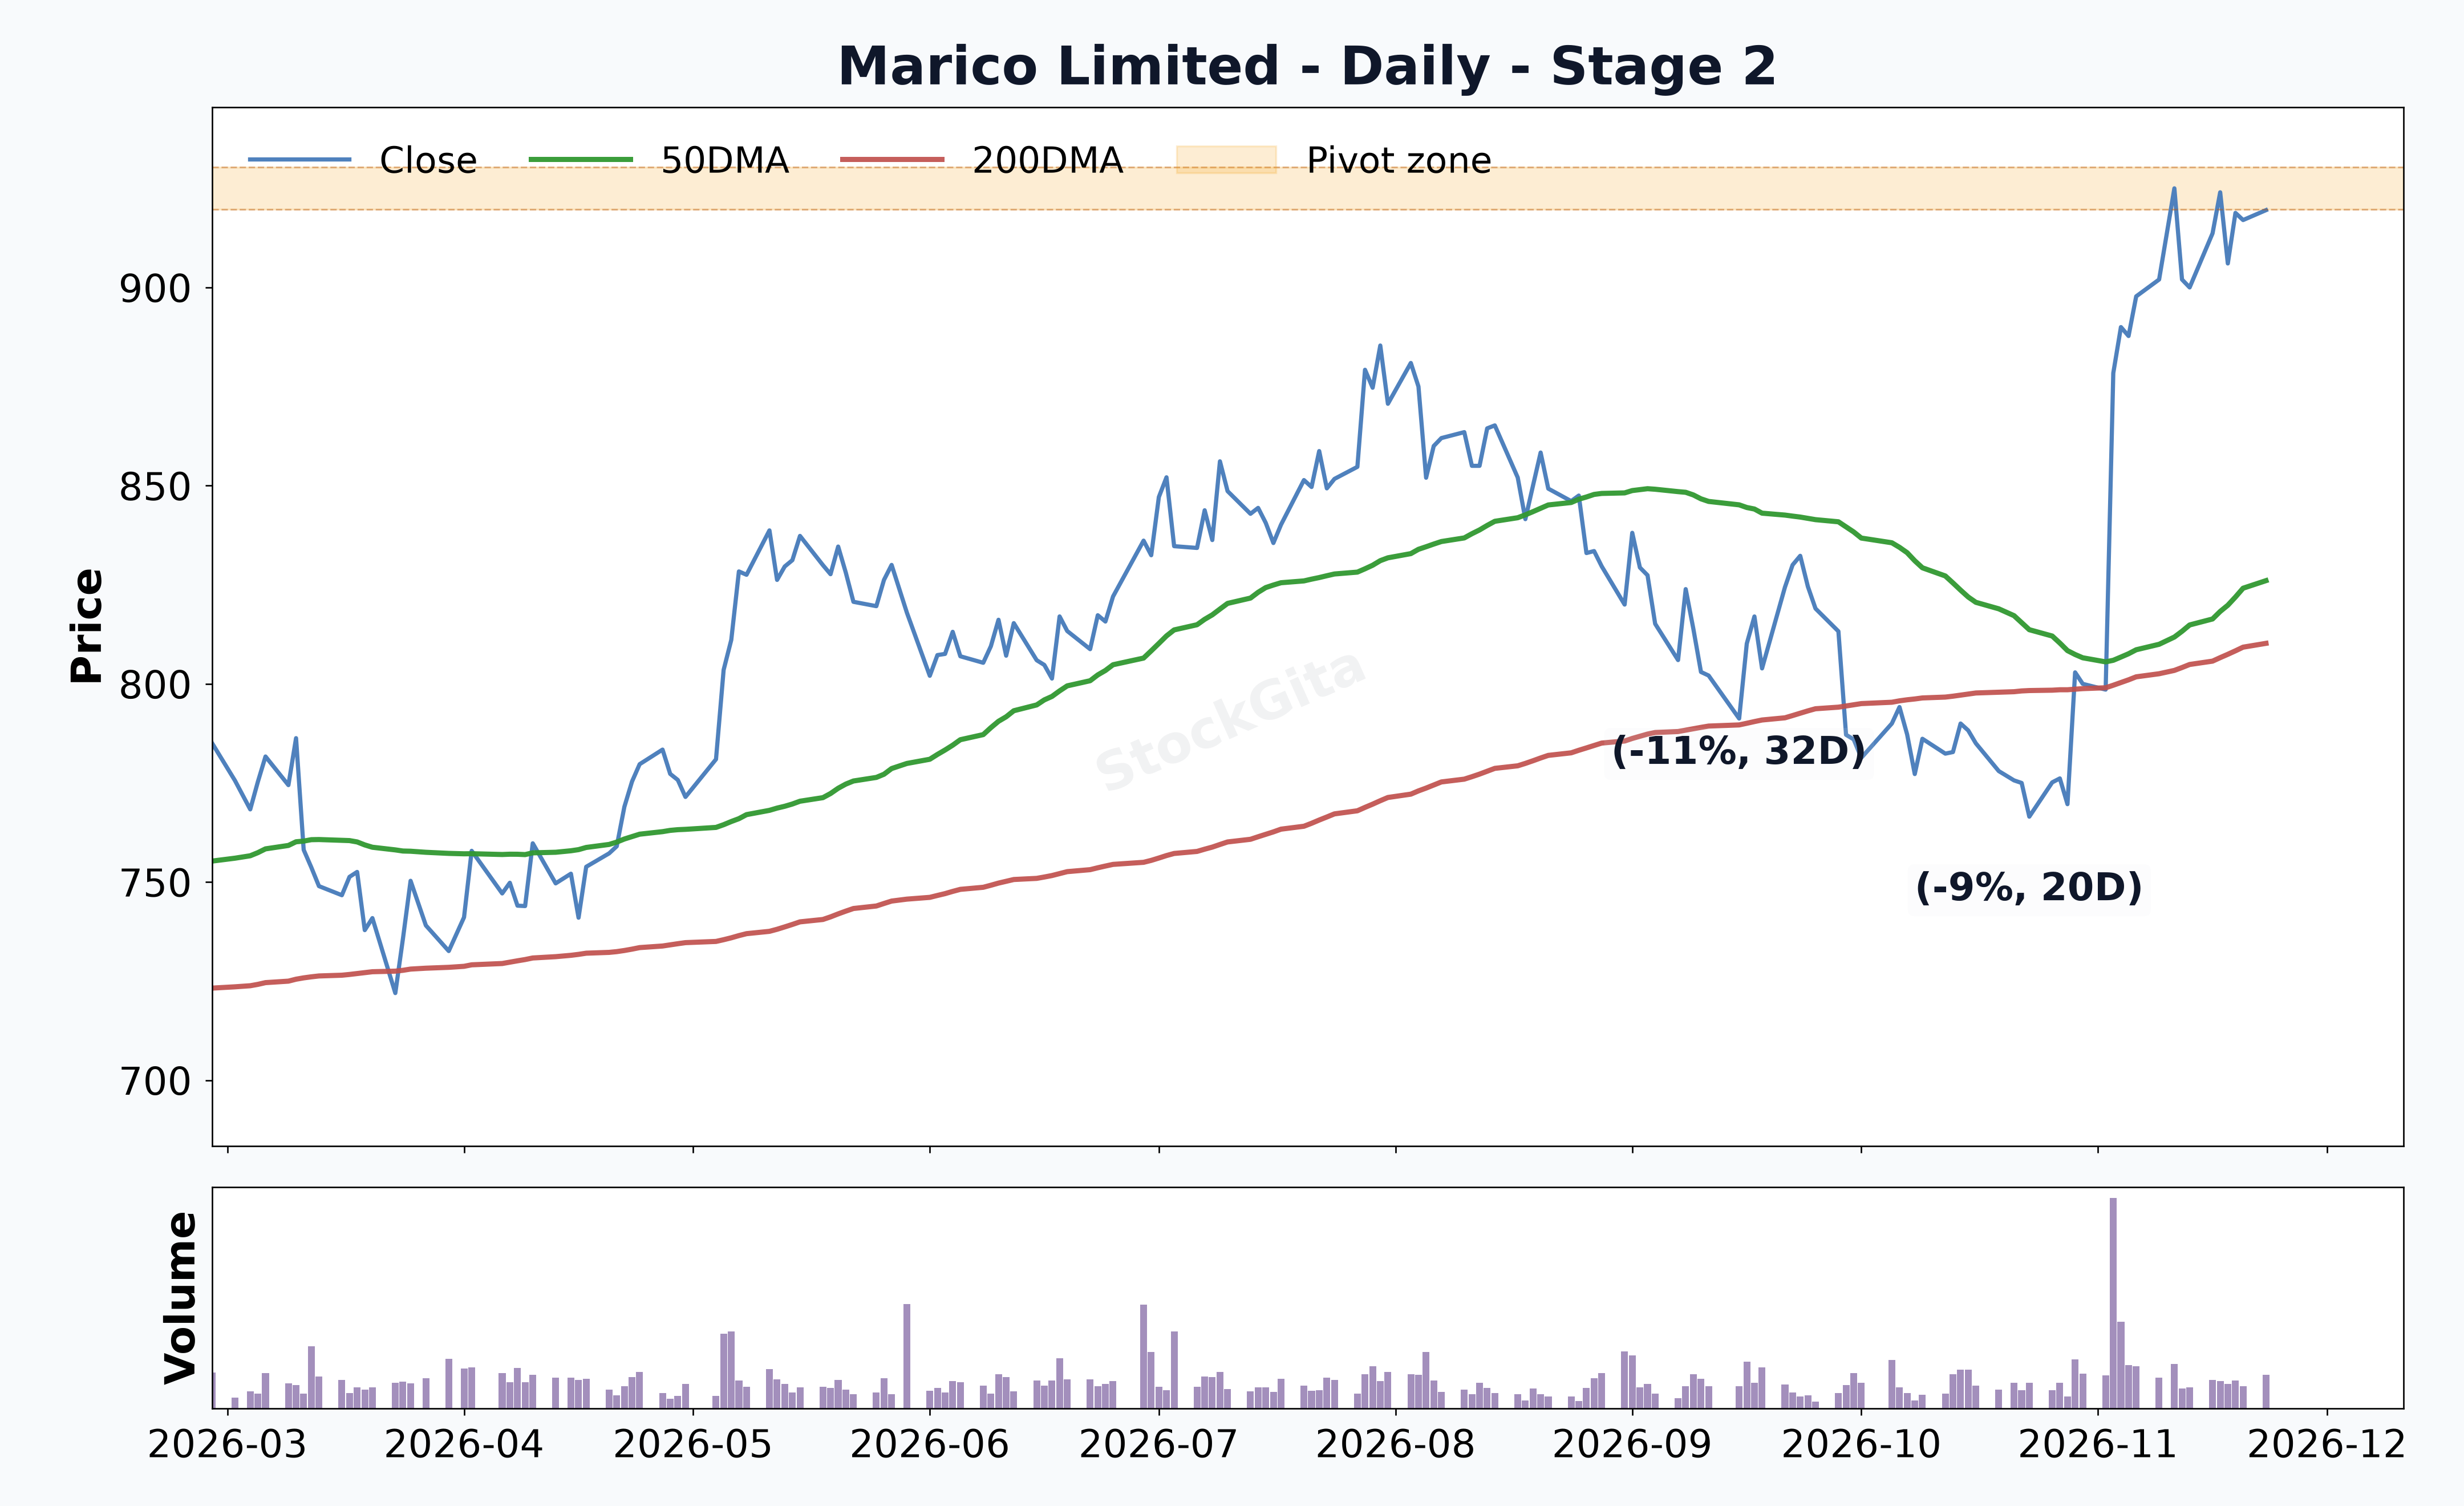 Marico Limited - Daily - Stage 2
Close 50DMA 200DMA Pivot zone
Price
900
850
800
750
700
StockGita
(-11%, 32D)
(-9%, 20D)
Volume
2026-03 2026-04 2026-05 2026-06 2026-07 2026-08 2026-09 2026-10 2026-11 2026-12